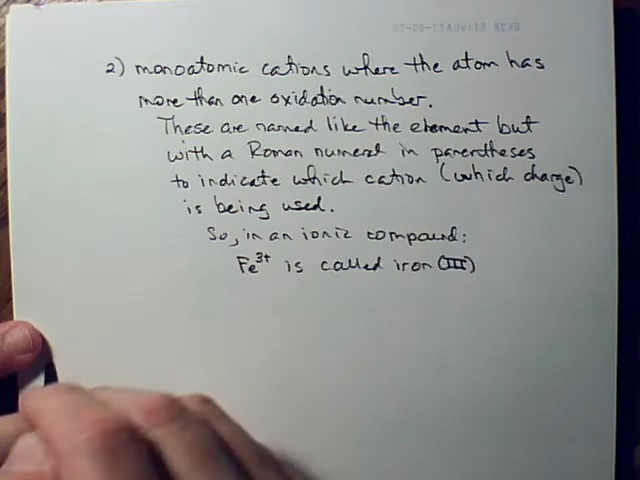 2) monoatomic cations where the atom has
more than one oxidation number.
These are named like the element but
with a Roman numeral in parentheses
to indicate which cation (which charge)
is being used.
So, in an ionic compound:
Fe³⁺ is called iron (III)